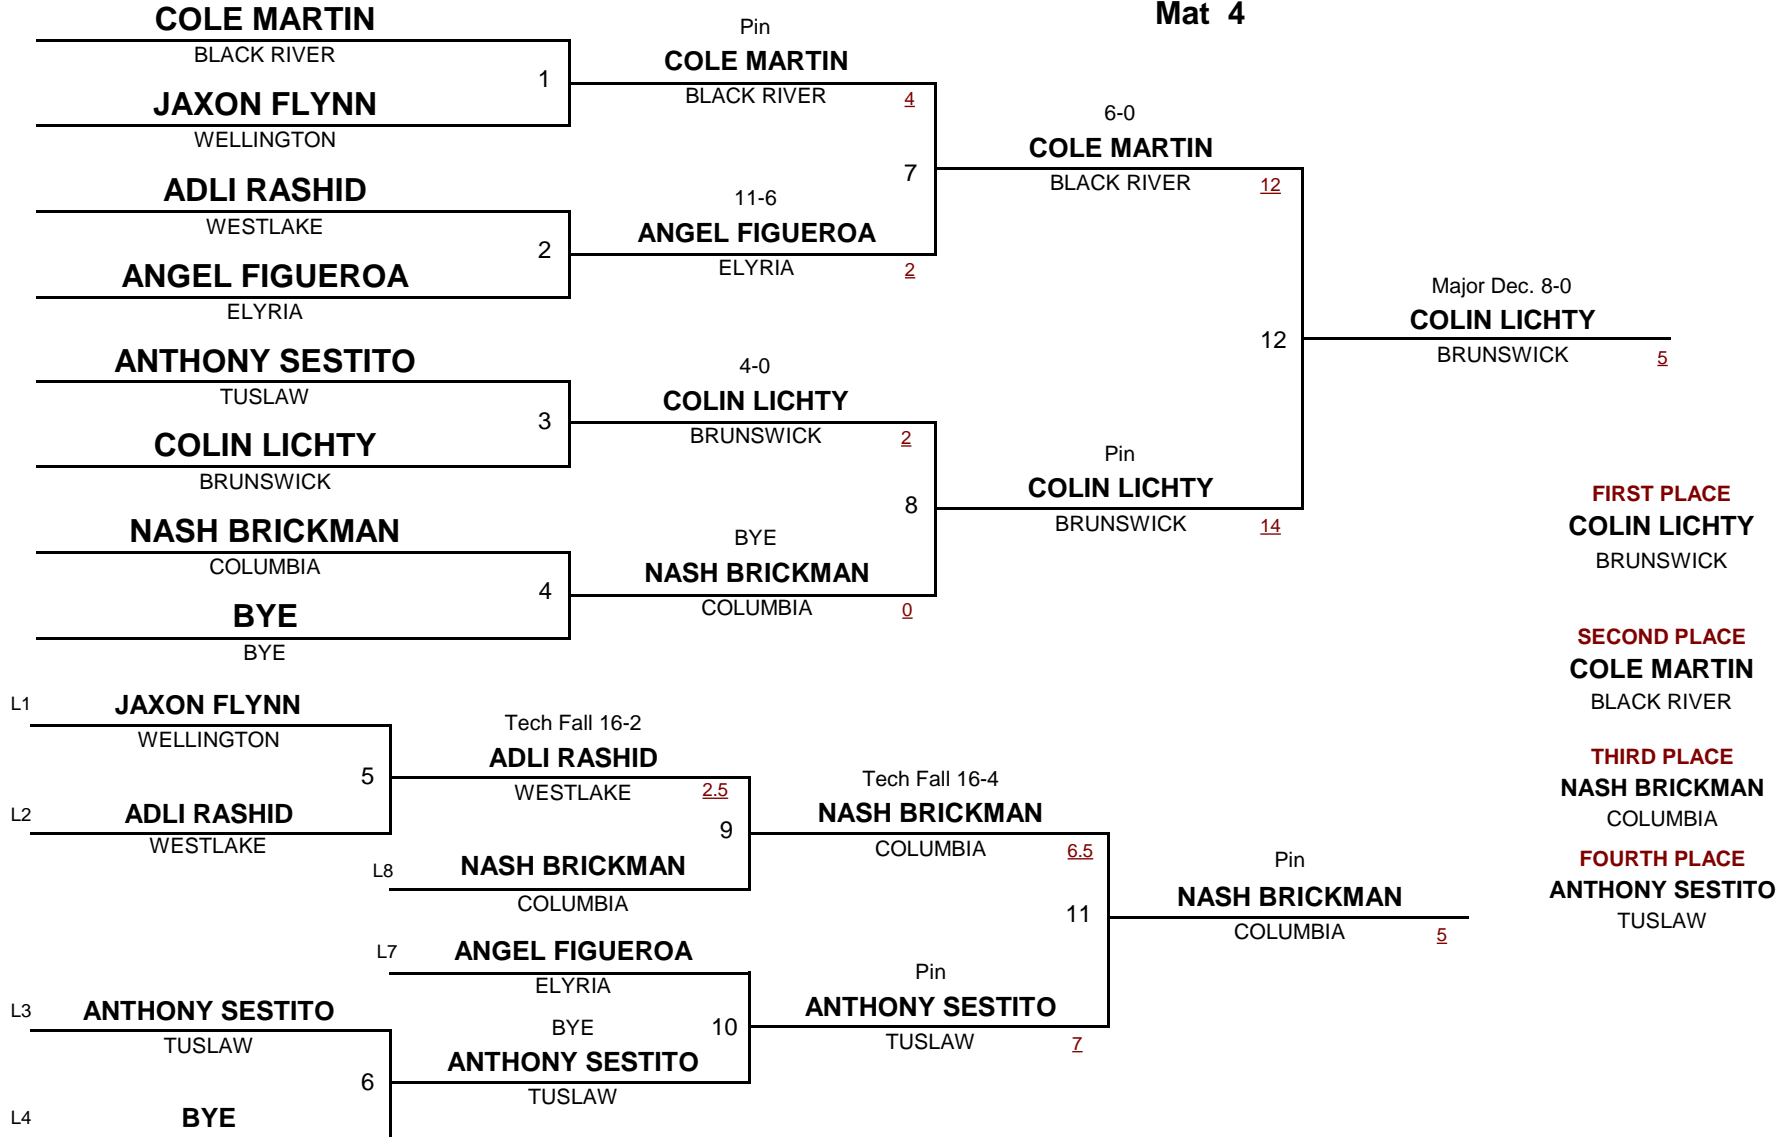 Mat 4
COLE MARTIN
BLACK RIVER
1
JAXON FLYNN
WELLINGTON
ADLI RASHID
WESTLAKE
2
ANGEL FIGUEROA
ELYRIA
ANTHONY SESTITO
TUSLAW
3
COLIN LICHTY
BRUNSWICK
NASH BRICKMAN
COLUMBIA
4
BYE
BYE
Pin
COLE MARTIN
BLACK RIVER
4
7
11-6
ANGEL FIGUEROA
ELYRIA
2
4-0
COLIN LICHTY
BRUNSWICK
2
8
BYE
NASH BRICKMAN
COLUMBIA
0
6-0
COLE MARTIN
BLACK RIVER
12
12
Pin
COLIN LICHTY
BRUNSWICK
14
Major Dec. 8-0
COLIN LICHTY
BRUNSWICK
5
FIRST PLACE
COLIN LICHTY
BRUNSWICK
SECOND PLACE
COLE MARTIN
BLACK RIVER
THIRD PLACE
NASH BRICKMAN
COLUMBIA
FOURTH PLACE
ANTHONY SESTITO
TUSLAW
L1
JAXON FLYNN
WELLINGTON
5
L2
ADLI RASHID
WESTLAKE
L3
ANTHONY SESTITO
TUSLAW
6
L4
BYE
Tech Fall 16-2
ADLI RASHID
WESTLAKE
2.5
9
L8
NASH BRICKMAN
COLUMBIA
L7
ANGEL FIGUEROA
ELYRIA
10
BYE
ANTHONY SESTITO
TUSLAW
Tech Fall 16-4
NASH BRICKMAN
COLUMBIA
6.5
11
Pin
ANTHONY SESTITO
TUSLAW
7
Pin
NASH BRICKMAN
COLUMBIA
5